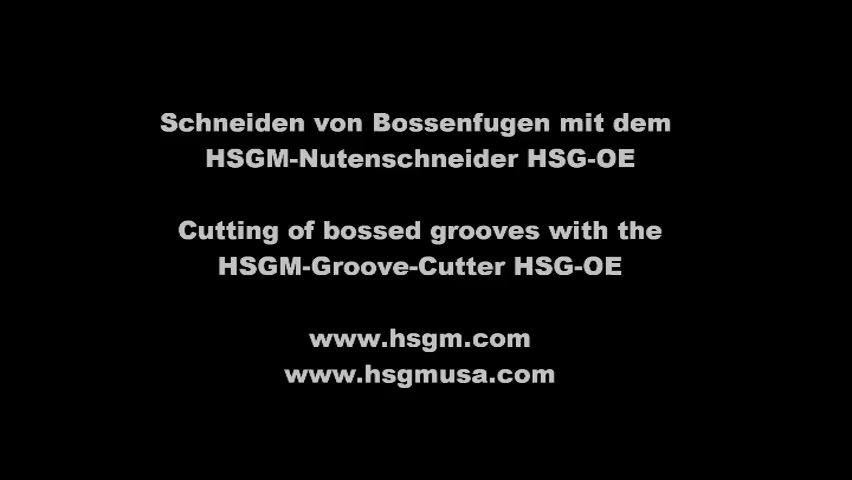 Schneiden von Bossenfugen mit dem
HSGM-Nutenschneider HSG-OE
Cutting of bossed grooves with the
HSGM-Groove-Cutter HSG-OE
www.hsgm.com
www.hsgmusa.com